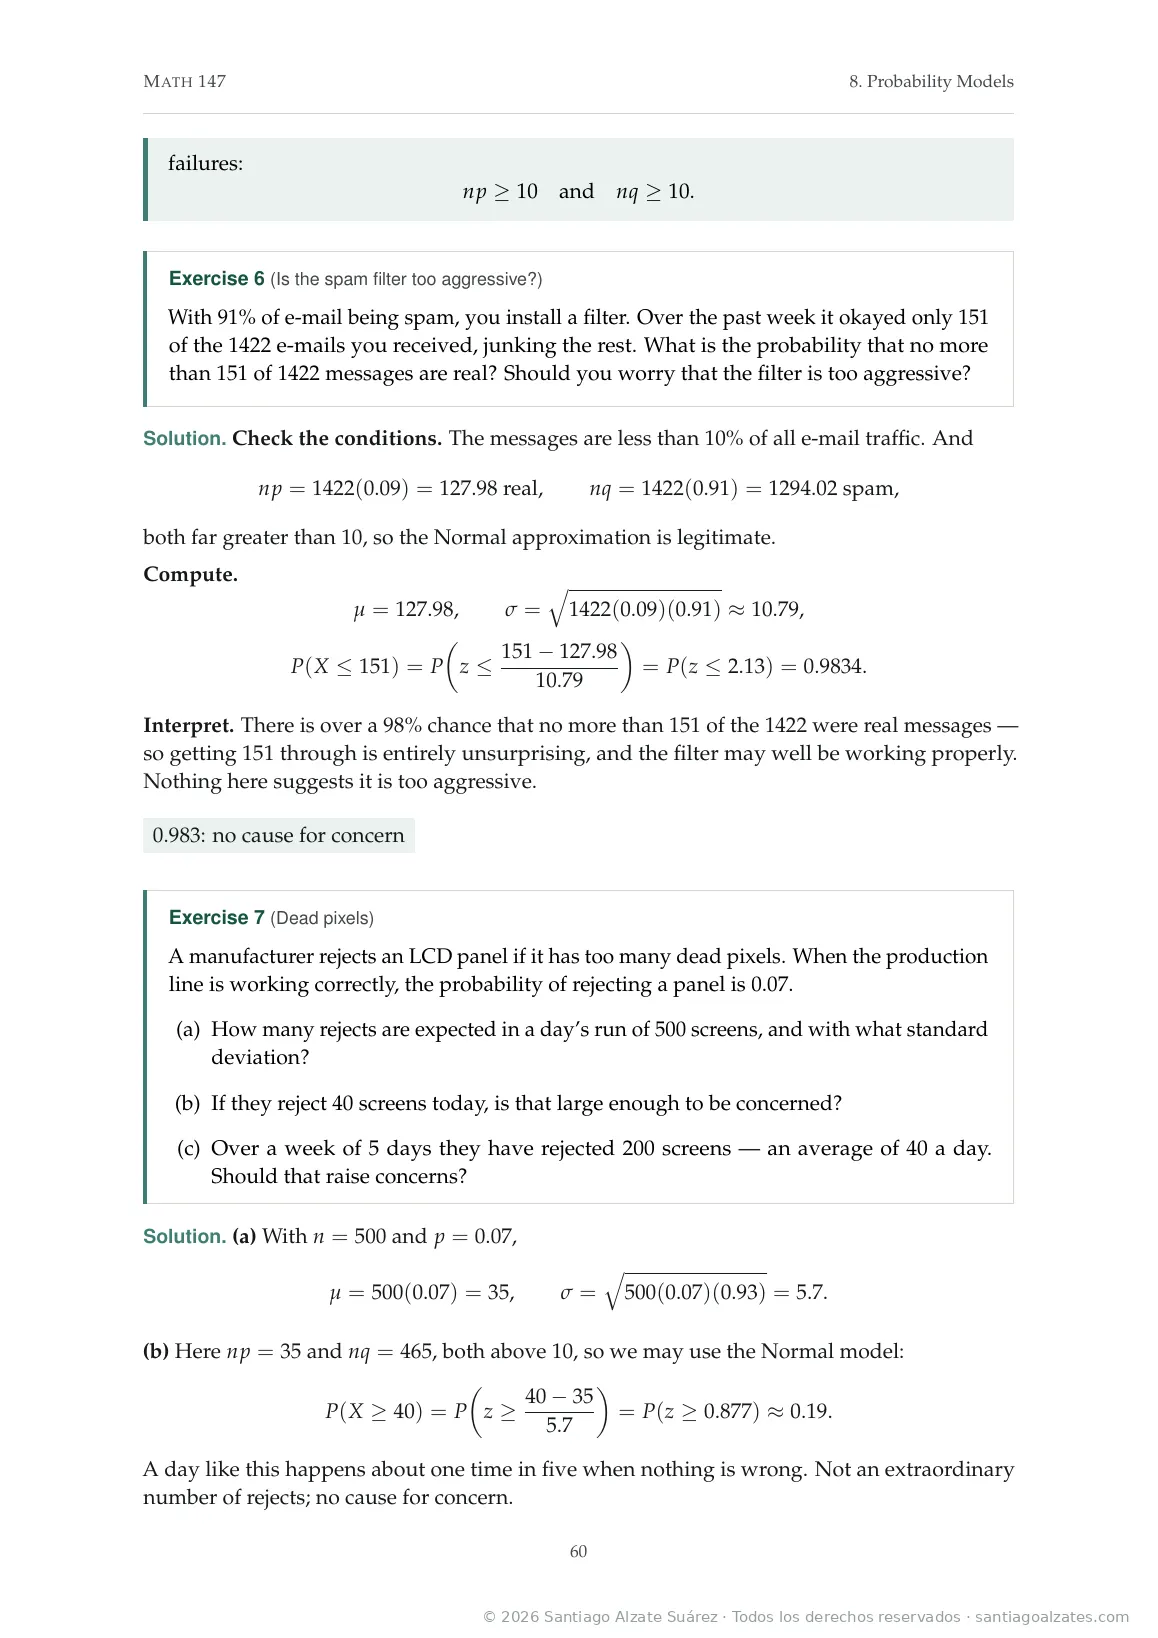 MATH 147
8. Probability Models
failures:
np ≥ 10 and nq ≥ 10.
Exercise 6 (Is the spam filter too aggressive?)
With 91% of e-mail being spam, you install a filter. Over the past week it okayed only 151
of the 1422 e-mails you received, junking the rest. What is the probability that no more
than 151 of 1422 messages are real? Should you worry that the filter is too aggressive?
Solution. Check the conditions. The messages are less than 10% of all e-mail traffic. And
np = 1422(0.09) = 127.98 real, nq = 1422(0.91) = 1294.02 spam,
both far greater than 10, so the Normal approximation is legitimate.
Compute.
μ = 127.98, σ = √(1422(0.09)(0.91)) ≈ 10.79,
P(X ≤ 151) = P(z ≤ (151 − 127.98)/10.79) = P(z ≤ 2.13) = 0.9834.
Interpret. There is over a 98% chance that no more than 151 of the 1422 were real messages —
so getting 151 through is entirely unsurprising, and the filter may well be working properly.
Nothing here suggests it is too aggressive.
0.983: no cause for concern
Exercise 7 (Dead pixels)
A manufacturer rejects an LCD panel if it has too many dead pixels. When the production
line is working correctly, the probability of rejecting a panel is 0.07.
(a) How many rejects are expected in a day's run of 500 screens, and with what standard
deviation?
(b) If they reject 40 screens today, is that large enough to be concerned?
(c) Over a week of 5 days they have rejected 200 screens — an average of 40 a day.
Should that raise concerns?
Solution. (a) With n = 500 and p = 0.07,
μ = 500(0.07) = 35, σ = √(500(0.07)(0.93)) = 5.7.
(b) Here np = 35 and nq = 465, both above 10, so we may use the Normal model:
P(X ≥ 40) = P(z ≥ (40 − 35)/5.7) = P(z ≥ 0.877) ≈ 0.19.
A day like this happens about one time in five when nothing is wrong. Not an extraordinary
number of rejects; no cause for concern.
60
© 2026 Santiago Alzate Suárez · Todos los derechos reservados · santiagoalzates.com